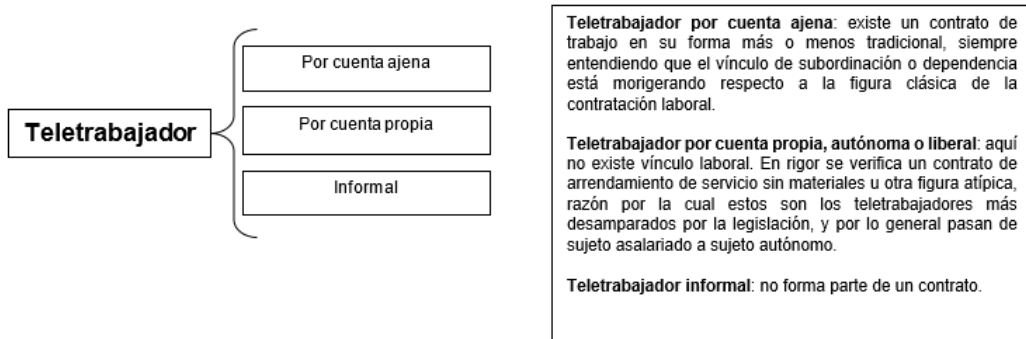 Teletrabajador
Por cuenta ajena
Por cuenta propia
Informal
Teletrabajador por cuenta ajena: existe un contrato de
trabajo en su forma más o menos tradicional, siempre
entendiendo que el vínculo de subordinación o dependencia
está morigerando respecto a la figura clásica de la
contratación laboral.
Teletrabajador por cuenta propia, autónoma o liberal: aquí
no existe vínculo laboral. En rigor se verifica un contrato de
arrendamiento de servicio sin materiales u otra figura atípica,
razón por la cual estos son los teletrabajadores más
desamparados por la legislación, y por lo general pasan de
sujeto asalariado a sujeto autónomo.
Teletrabajador informal: no forma parte de un contrato.